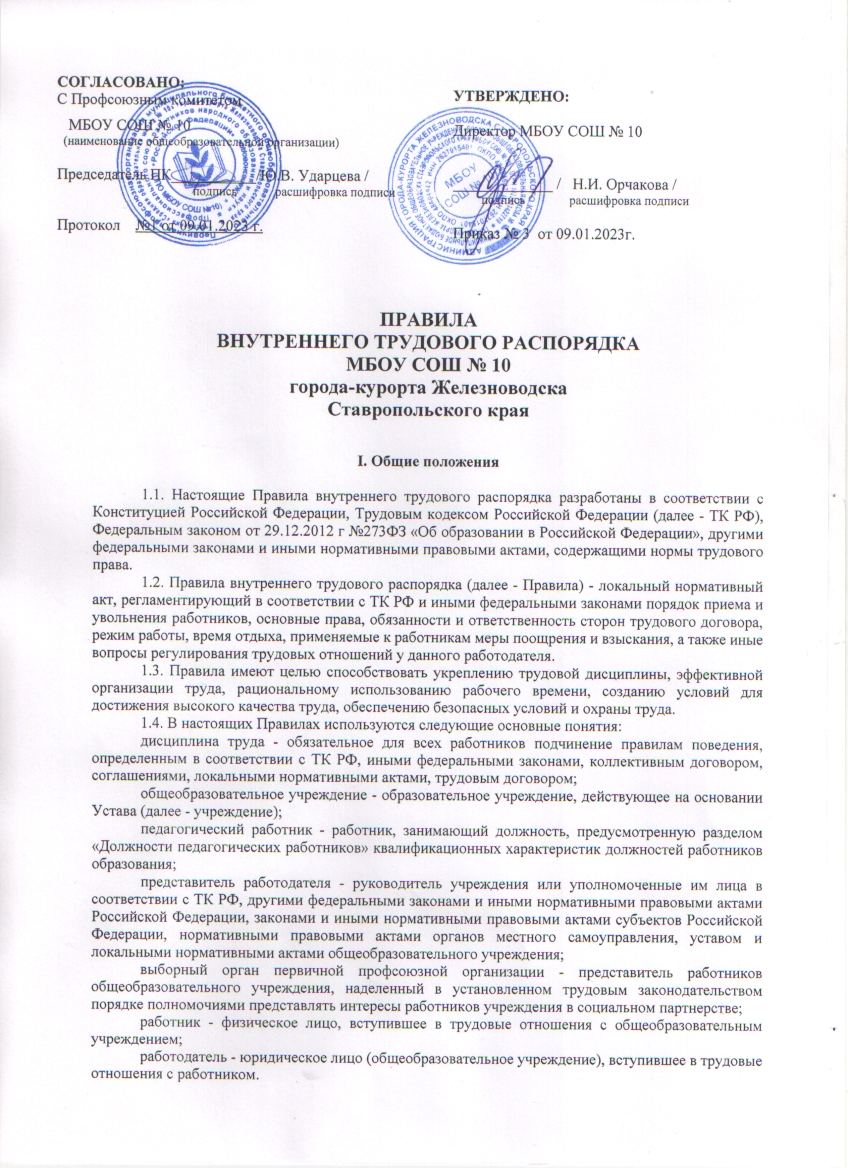 СОГЛАСОВАНО:
С Профсоюзным комитетом
МБОУ СОШ № 10
(наименование общеобразовательной организации)
Председатель ПК / Ю.В. Ударцева /
подпись расшифровка подписи
Протокол №1 от 09.01.2023 г.
УТВЕРЖДЕНО:
Директор МБОУ СОШ № 10
/ Н.И. Орчакова /
подпись расшифровка подписи
Приказ № 3 от 09.01.2023г.
МБОУ
СОШ №
ПРАВИЛА
ВНУТРЕННЕГО ТРУДОВОГО РАСПОРЯДКА
МБОУ СОШ № 10
города-курорта Железноводска
Ставропольского края
I. Общие положения
1.1. Настоящие Правила внутреннего трудового распорядка разработаны в соответствии с
Конституцией Российской Федерации, Трудовым кодексом Российской Федерации (далее - ТК РФ),
Федеральным законом от 29.12.2012 г №273ФЗ «Об образовании в Российской Федерации», другими
федеральными законами и иными нормативными правовыми актами, содержащими нормы трудового
права.
1.2. Правила внутреннего трудового распорядка (далее - Правила) - локальный нормативный
акт, регламентирующий в соответствии с ТК РФ и иными федеральными законами порядок приема и
увольнения работников, основные права, обязанности и ответственность сторон трудового договора,
режим работы, время отдыха, применяемые к работникам меры поощрения и взыскания, а также иные
вопросы регулирования трудовых отношений у данного работодателя.
1.3. Правила имеют целью способствовать укреплению трудовой дисциплины, эффективной
организации труда, рациональному использованию рабочего времени, созданию условий для
достижения высокого качества труда, обеспечению безопасных условий и охраны труда.
1.4. В настоящих Правилах используются следующие основные понятия:
дисциплина труда - обязательное для всех работников подчинение правилам поведения,
определенным в соответствии с ТК РФ, иными федеральными законами, коллективным договором,
соглашениями, локальными нормативными актами, трудовым договором;
общеобразовательное учреждение - образовательное учреждение, действующее на основании
Устава (далее - учреждение);
педагогический работник - работник, занимающий должность, предусмотренную разделом
«Должности педагогических работников» квалификационных характеристик должностей работников
образования;
представитель работодателя - руководитель учреждения или уполномоченные им лица в
соответствии с ТК РФ, другими федеральными законами и иными нормативными правовыми актами
Российской Федерации, законами и иными нормативными правовыми актами субъектов Российской
Федерации, нормативными правовыми актами органов местного самоуправления, уставом и
локальными нормативными актами общеобразовательного учреждения;
выборный орган первичной профсоюзной организации - представитель работников
общеобразовательного учреждения, наделенный в установленном трудовым законодательством
порядке полномочиями представлять интересы работников учреждения в социальном партнерстве;
работник - физическое лицо, вступившее в трудовые отношения с общеобразовательным
учреждением;
работодатель - юридическое лицо (общеобразовательное учреждение), вступившее в трудовые
отношения с работником.